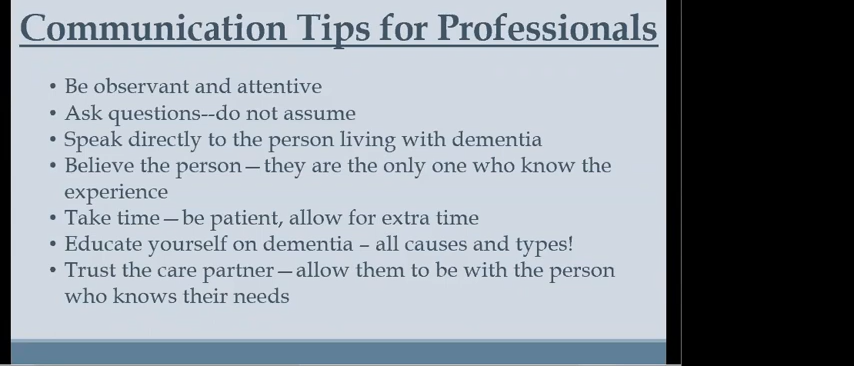 Communication Tips for Professionals
• Be observant and attentive
• Ask questions--do not assume
• Speak directly to the person living with dementia
• Believe the person—they are the only one who know the
experience
• Take time—be patient, allow for extra time
• Educate yourself on dementia – all causes and types!
• Trust the care partner—allow them to be with the person
who knows their needs